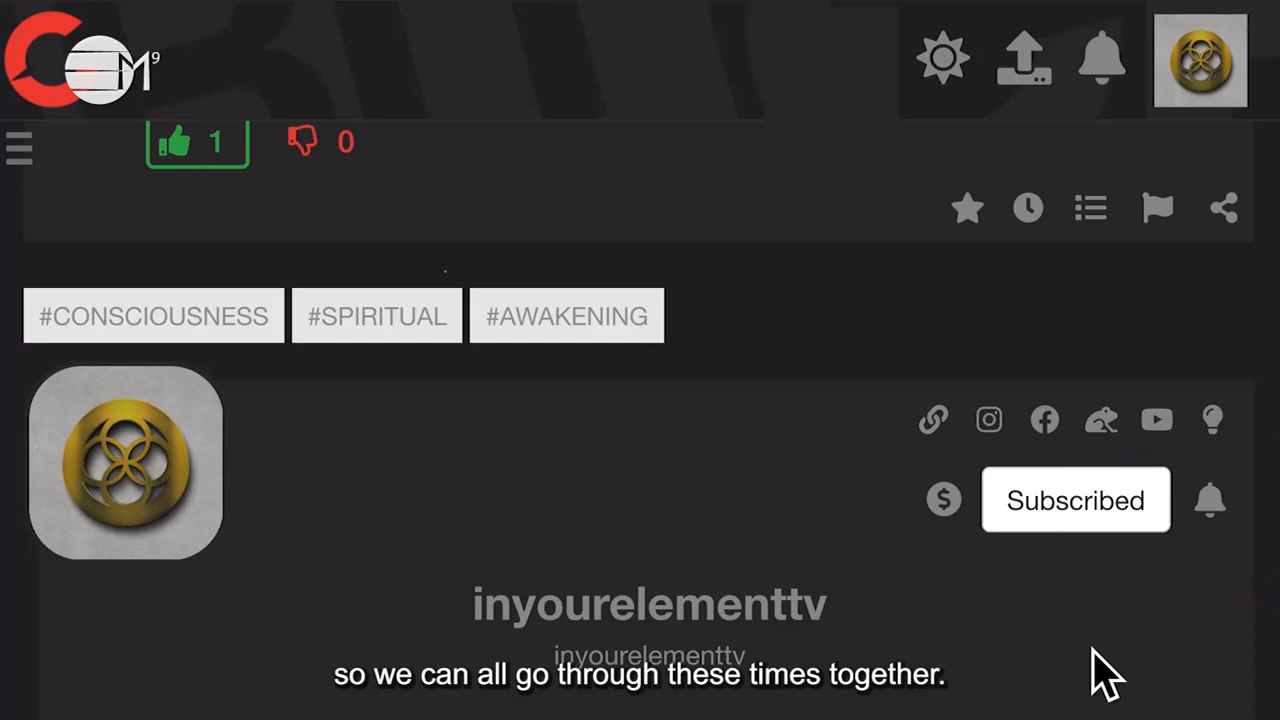 M9
1 0
#CONSCIOUSNESS #SPIRITUAL #AWAKENING
Subscribed
inyourelementtv
inyourelementtv
so we can all go through these times together.